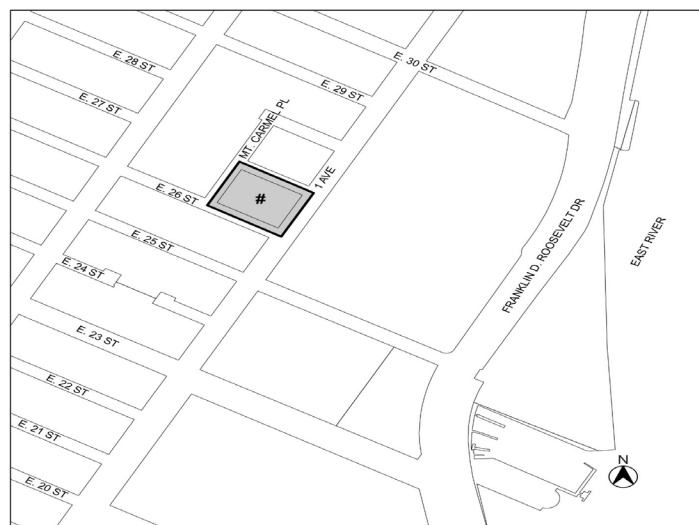 E. 28 ST
E. 30 ST
E. 29 ST
E. 27 ST
MT. CARMEL PL
1 AVE
E. 26 ST
#
E. 25 ST
FRANKLIN D. ROOSEVELT DR
EAST RIVER
E. 24 ST
E. 23 ST
E. 22 ST
E. 21 ST
E. 20 ST
N